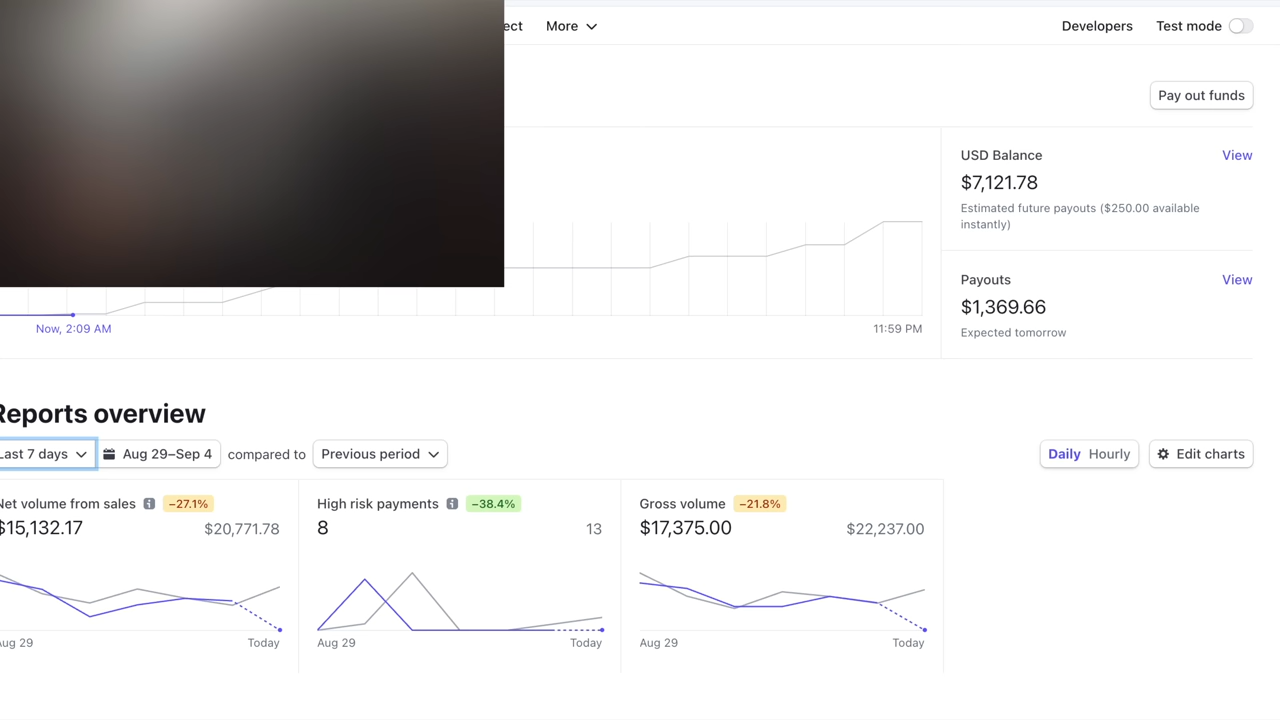 More
Developers
Test mode
Pay out funds
USD Balance
View
$7,121.78
Estimated future payouts ($250.00 available
instantly)
Payouts
View
$1,369.66
Expected tomorrow
Now, 2:09 AM
11:59 PM
Reports overview
Last 7 days
Aug 29–Sep 4
compared to
Previous period
Daily
Hourly
Edit charts
Net volume from sales
-27.1%
$15,132.17
$20,771.78
Aug 29
Today
High risk payments
-38.4%
8
13
Aug 29
Today
Gross volume
-21.8%
$17,375.00
$22,237.00
Aug 29
Today